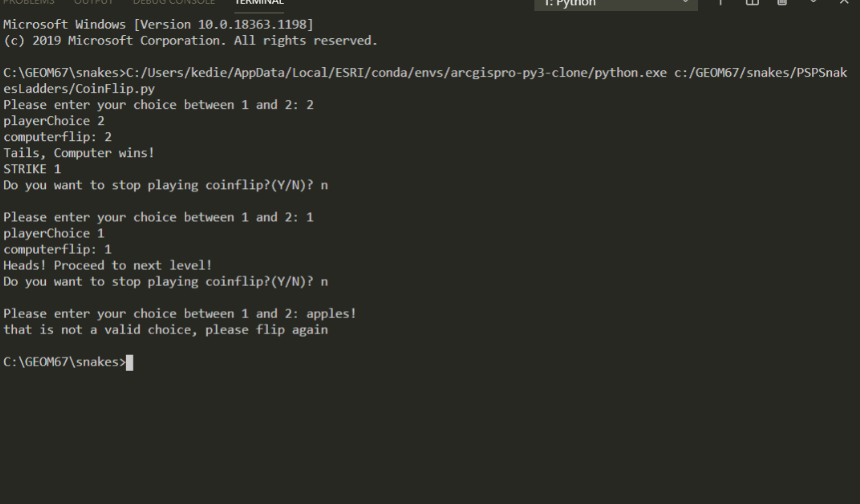 PROBLEMS OUTPUT DEBUG CONSOLE TERMINAL 1: Python
Microsoft Windows [Version 10.0.18363.1198]
(c) 2019 Microsoft Corporation. All rights reserved.
C:\GEOM67\snakes>C:/Users/kedie/AppData/Local/ESRI/conda/envs/arcgispro-py3-clone/python.exe c:/GEOM67/snakes/PSPSnak
esLadders/CoinFlip.py
Please enter your choice between 1 and 2: 2
playerChoice 2
computerflip: 2
Tails, Computer wins!
STRIKE 1
Do you want to stop playing coinflip?(Y/N)? n
Please enter your choice between 1 and 2: 1
playerChoice 1
computerflip: 1
Heads! Proceed to next level!
Do you want to stop playing coinflip?(Y/N)? n
Please enter your choice between 1 and 2: apples!
that is not a valid choice, please flip again
C:\GEOM67\snakes>